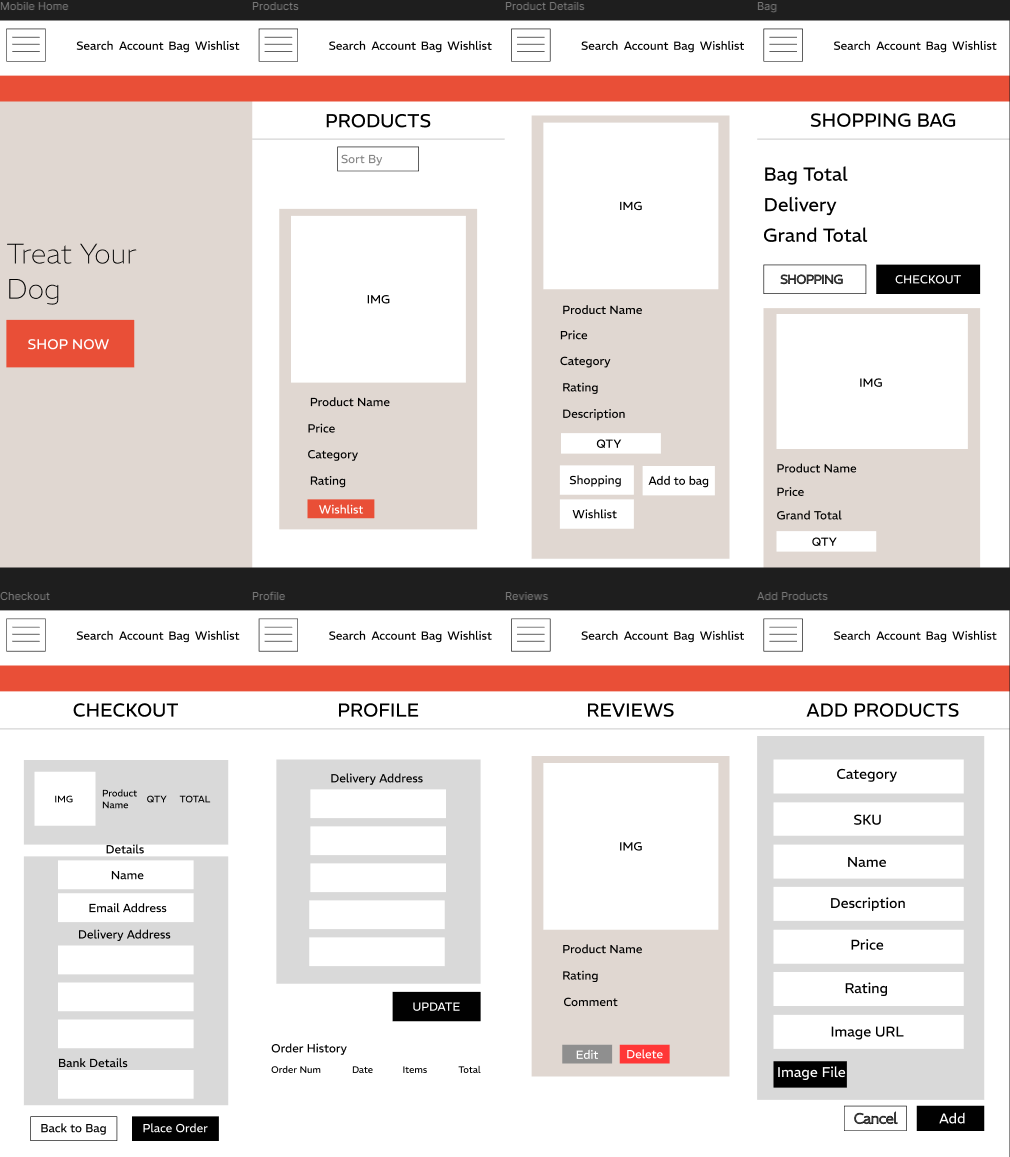 Mobile Home
Products
Product Details
Bag
Search Account Bag Wishlist
Search Account Bag Wishlist
Search Account Bag Wishlist
Search Account Bag Wishlist
Treat Your
Dog
SHOP NOW
PRODUCTS
Sort By
IMG
Product Name
Price
Category
Rating
Wishlist
IMG
Product Name
Price
Category
Rating
Description
QTY
Shopping
Add to bag
Wishlist
SHOPPING BAG
Bag Total
Delivery
Grand Total
SHOPPING
CHECKOUT
IMG
Product Name
Price
Grand Total
QTY
Checkout
Profile
Reviews
Add Products
Search Account Bag Wishlist
Search Account Bag Wishlist
Search Account Bag Wishlist
Search Account Bag Wishlist
CHECKOUT
IMG
Product
Name
QTY
TOTAL
Details
Name
Email Address
Delivery Address
Bank Details
Back to Bag
Place Order
PROFILE
Delivery Address
UPDATE
Order History
Order Num
Date
Items
Total
REVIEWS
IMG
Product Name
Rating
Comment
Edit
Delete
ADD PRODUCTS
Category
SKU
Name
Description
Price
Rating
Image URL
Image File
Cancel
Add